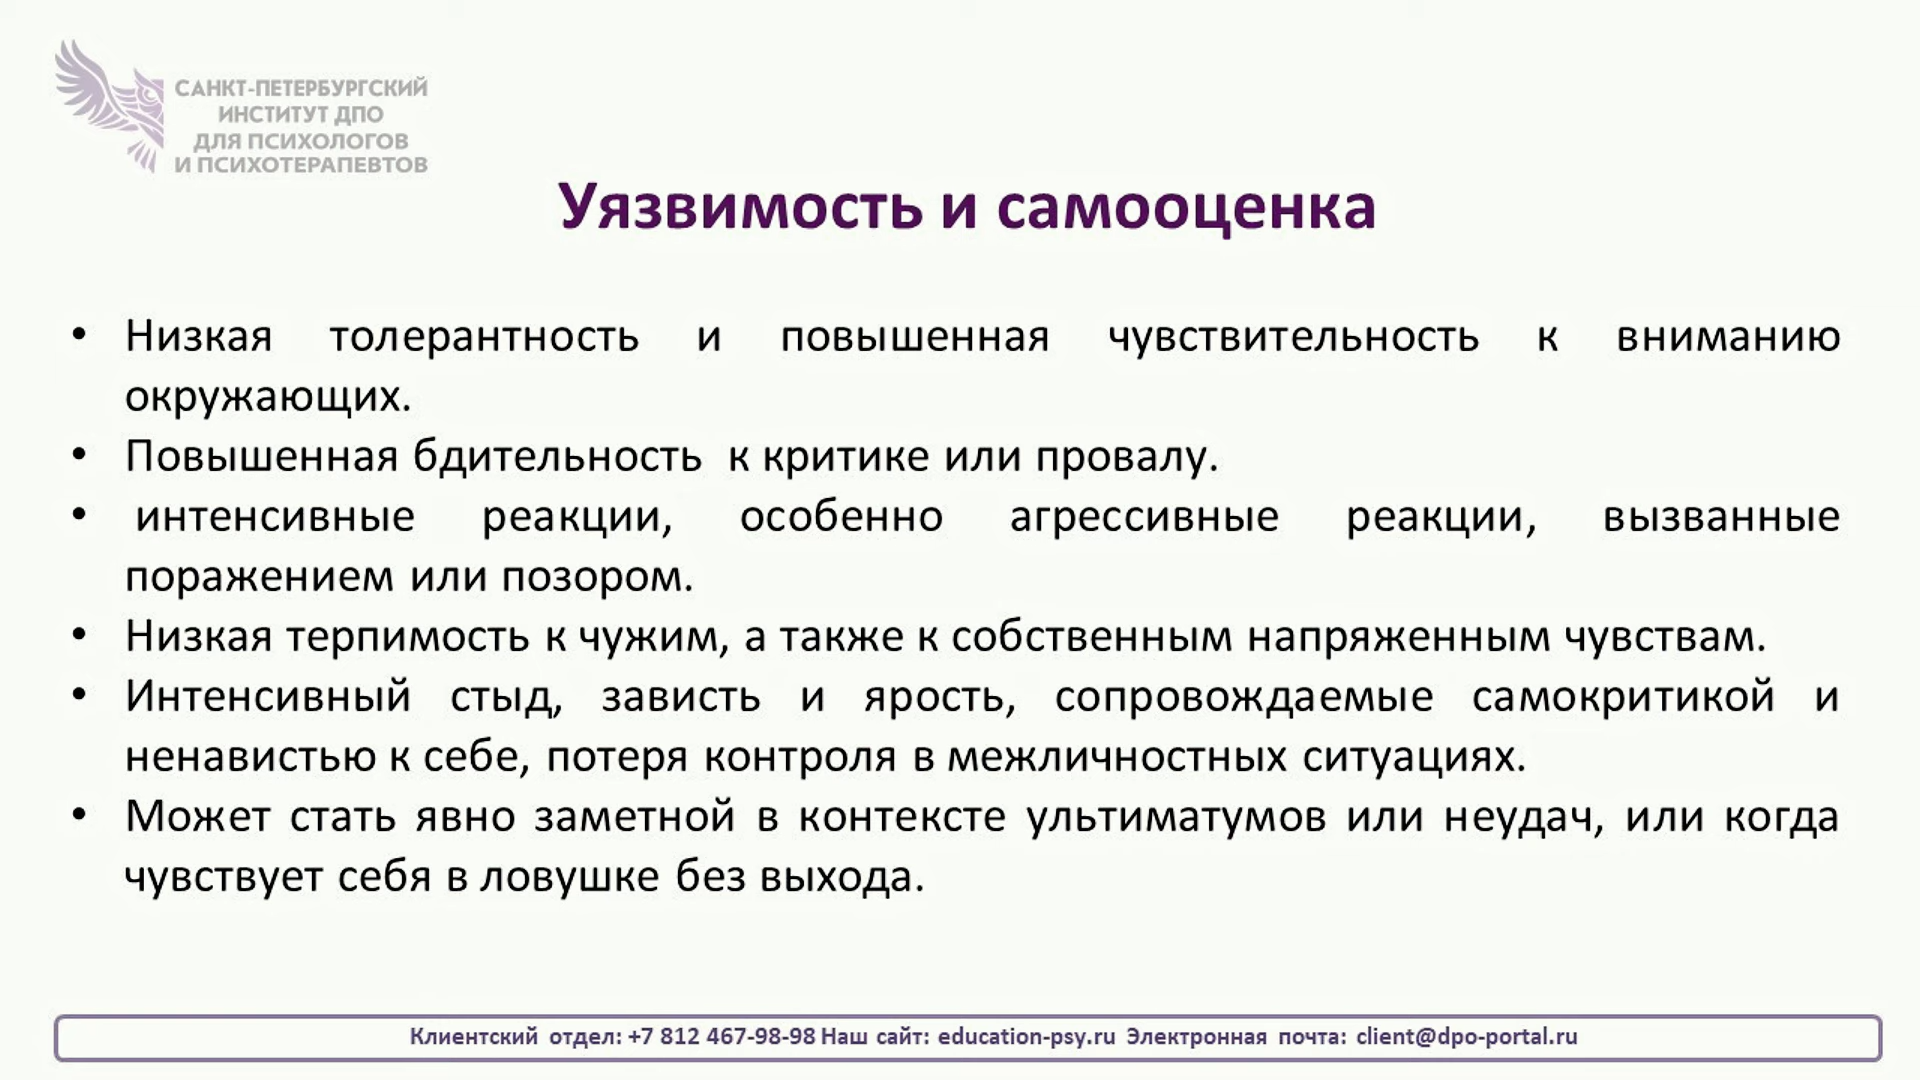 САНКТ-ПЕТЕРБУРГСКИЙ
ИНСТИТУТ ДПО
ДЛЯ ПСИХОЛОГОВ
И ПСИХОТЕРАПЕВТОВ
Уязвимость и самооценка
• Низкая толерантность и повышенная чувствительность к вниманию
окружающих.
• Повышенная бдительность к критике или провалу.
• интенсивные реакции, особенно агрессивные реакции, вызванные
поражением или позором.
• Низкая терпимость к чужим, а также к собственным напряженным чувствам.
• Интенсивный стыд, зависть и ярость, сопровождаемые самокритикой и
ненавистью к себе, потеря контроля в межличностных ситуациях.
• Может стать явно заметной в контексте ультиматумов или неудач, или когда
чувствует себя в ловушке без выхода.
Клиентский отдел: +7 812 467-98-98 Наш сайт: education-psy.ru Электронная почта: client@dpo-portal.ru